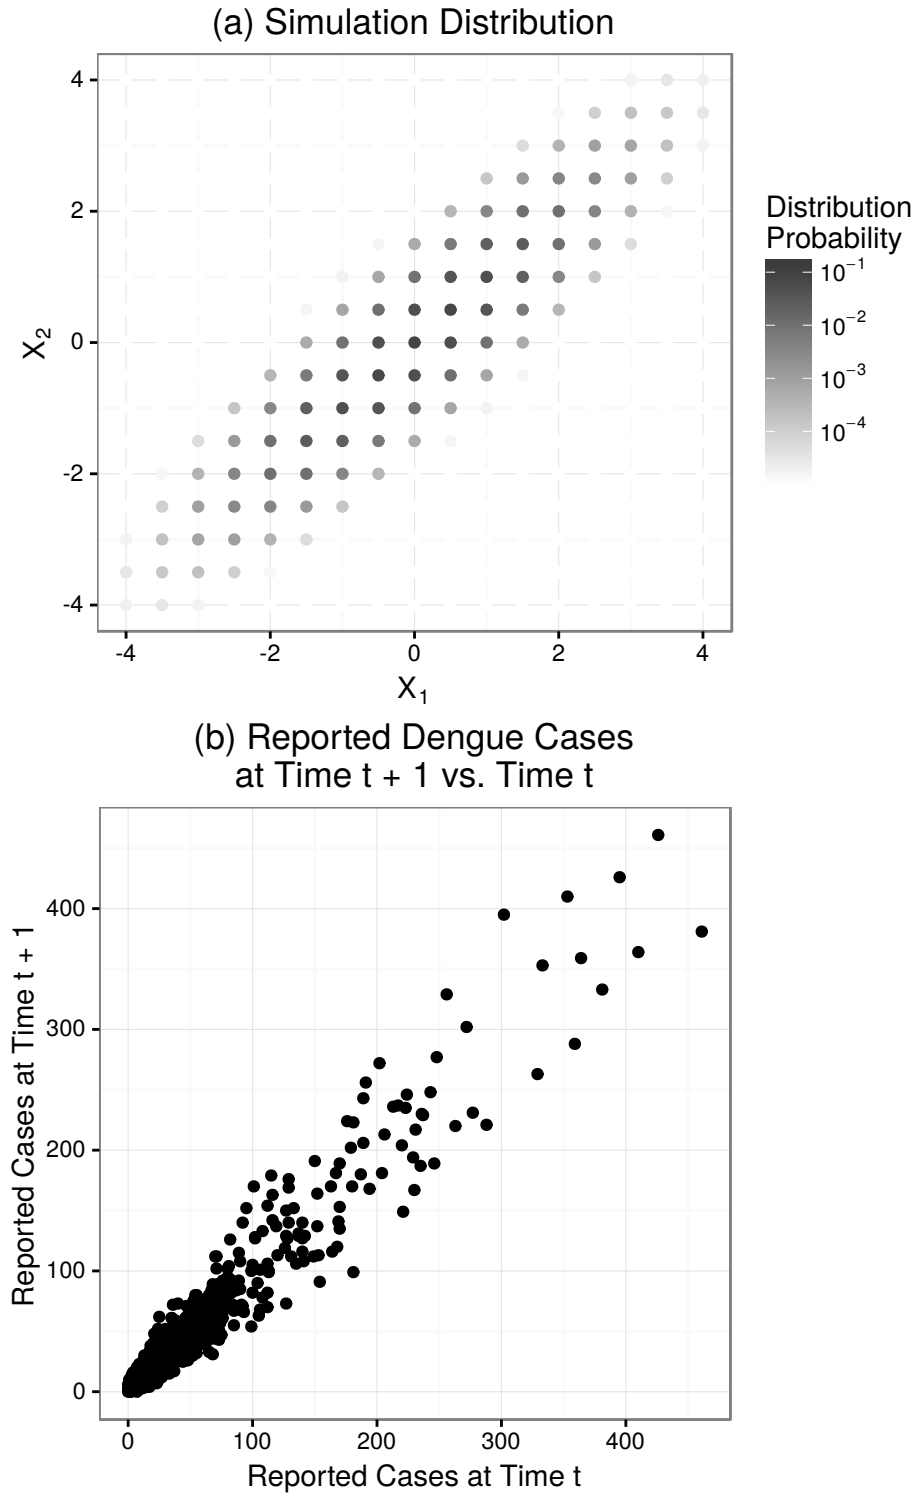 (a) Simulation Distribution
4
2
0
-2
-4
X2
-4 -2 0 2 4
X1
Distribution
Probability
10−1
10−2
10−3
10−4
(b) Reported Dengue Cases
at Time t + 1 vs. Time t
400
300
200
100
0
Reported Cases at Time t + 1
0 100 200 300 400
Reported Cases at Time t